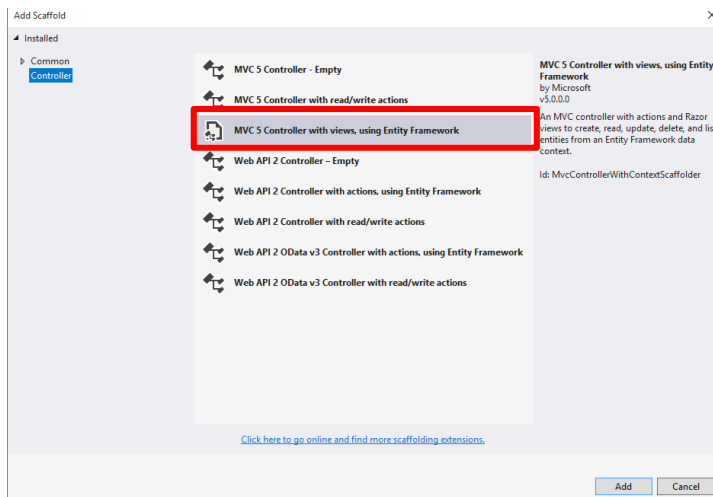 Add Scaffold
Installed
Common
Controller
MVC 5 Controller - Empty
MVC 5 Controller with read/write actions
MVC 5 Controller with views, using Entity Framework
Web API 2 Controller – Empty
Web API 2 Controller with actions, using Entity Framework
Web API 2 Controller with read/write actions
Web API 2 OData v3 Controller with actions, using Entity Framework
Web API 2 OData v3 Controller with read/write actions
Click here to go online and find more scaffolding extensions.
MVC 5 Controller with views, using Entity
Framework
by Microsoft
v5.0.0.0
An MVC controller with actions and Razor
views to create, read, update, delete, and lis
entities from an Entity Framework data
context.
Id: MvcControllerWithContextScaffolder
Add
Cancel